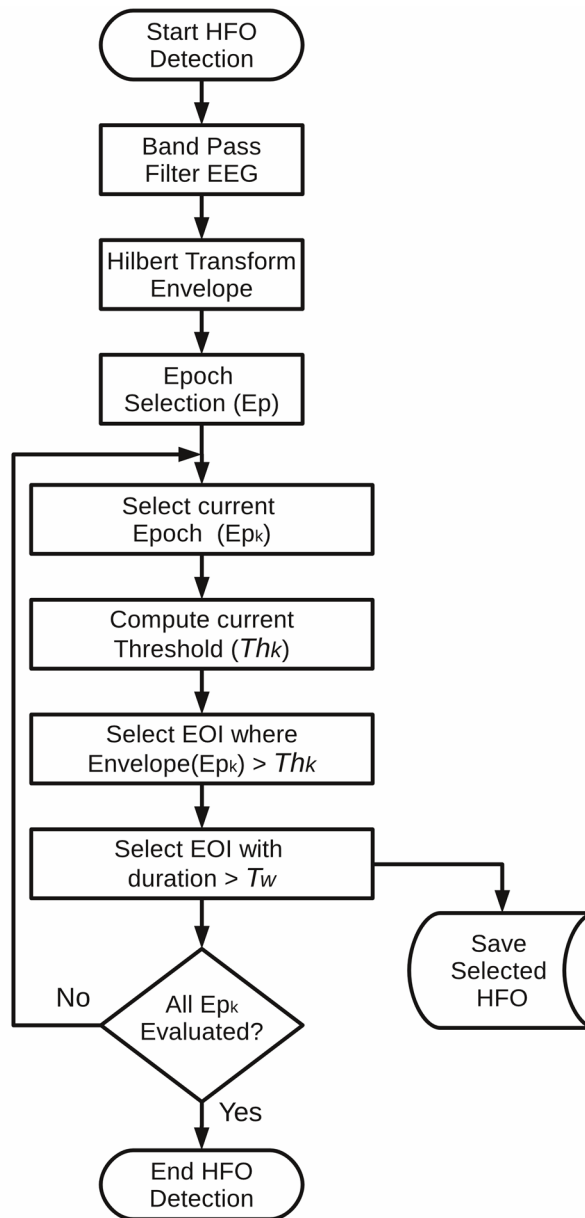 Start HFO
Detection
Band Pass
Filter EEG
Hilbert Transform
Envelope
Epoch
Selection (Ep)
Select current
Epoch (Epk)
Compute current
Threshold (Thk)
Select EOI where
Envelope(Epk) > Thk
Select EOI with
duration > Tw
Save
Selected
HFO
No
All Epk
Evaluated?
Yes
End HFO
Detection